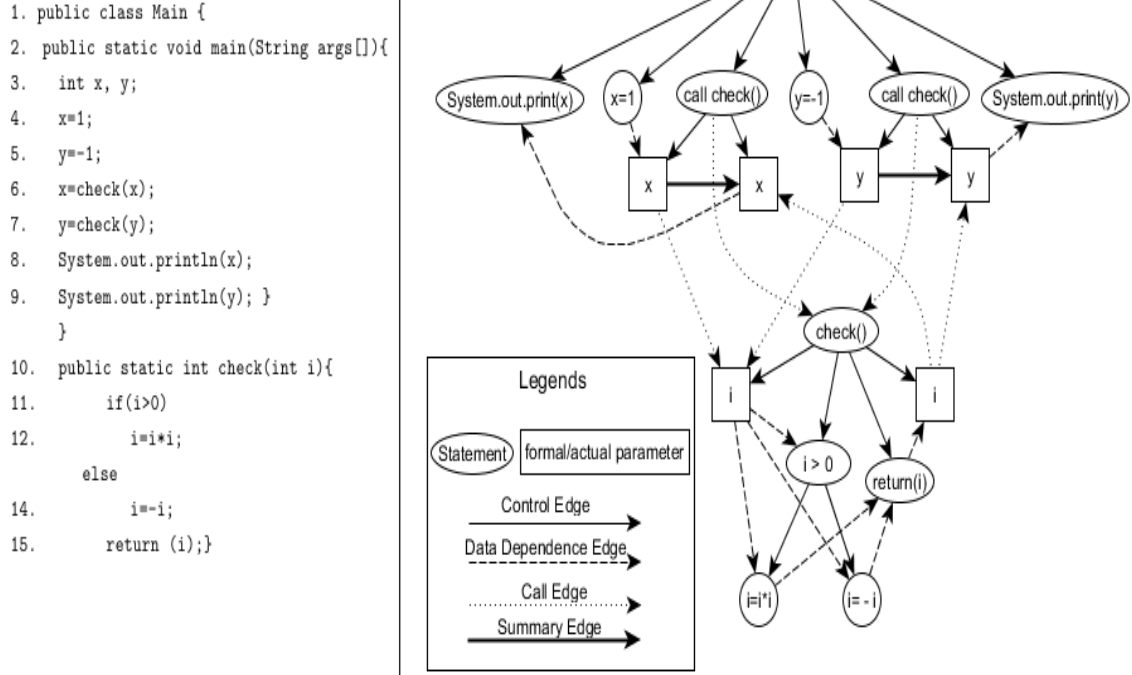 1. public class Main {
2. public static void main(String args[]){
3. int x, y;
4. x=1;
5. y=-1;
6. x=check(x);
7. y=check(y);
8. System.out.println(x);
9. System.out.println(y); }
}
10. public static int check(int i){
11. if(i>0)
12. i=i*i;
else
14. i=-i;
15. return (i);}
System.out.print(x)
x=1
call check()
y=-1
call check()
System.out.print(y)
x
x
y
y
check()
i
i
i > 0
return(i)
i=i*i
i= - i
Legends
Statement
formal/actual parameter
Control Edge
Data Dependence Edge
Call Edge
Summary Edge